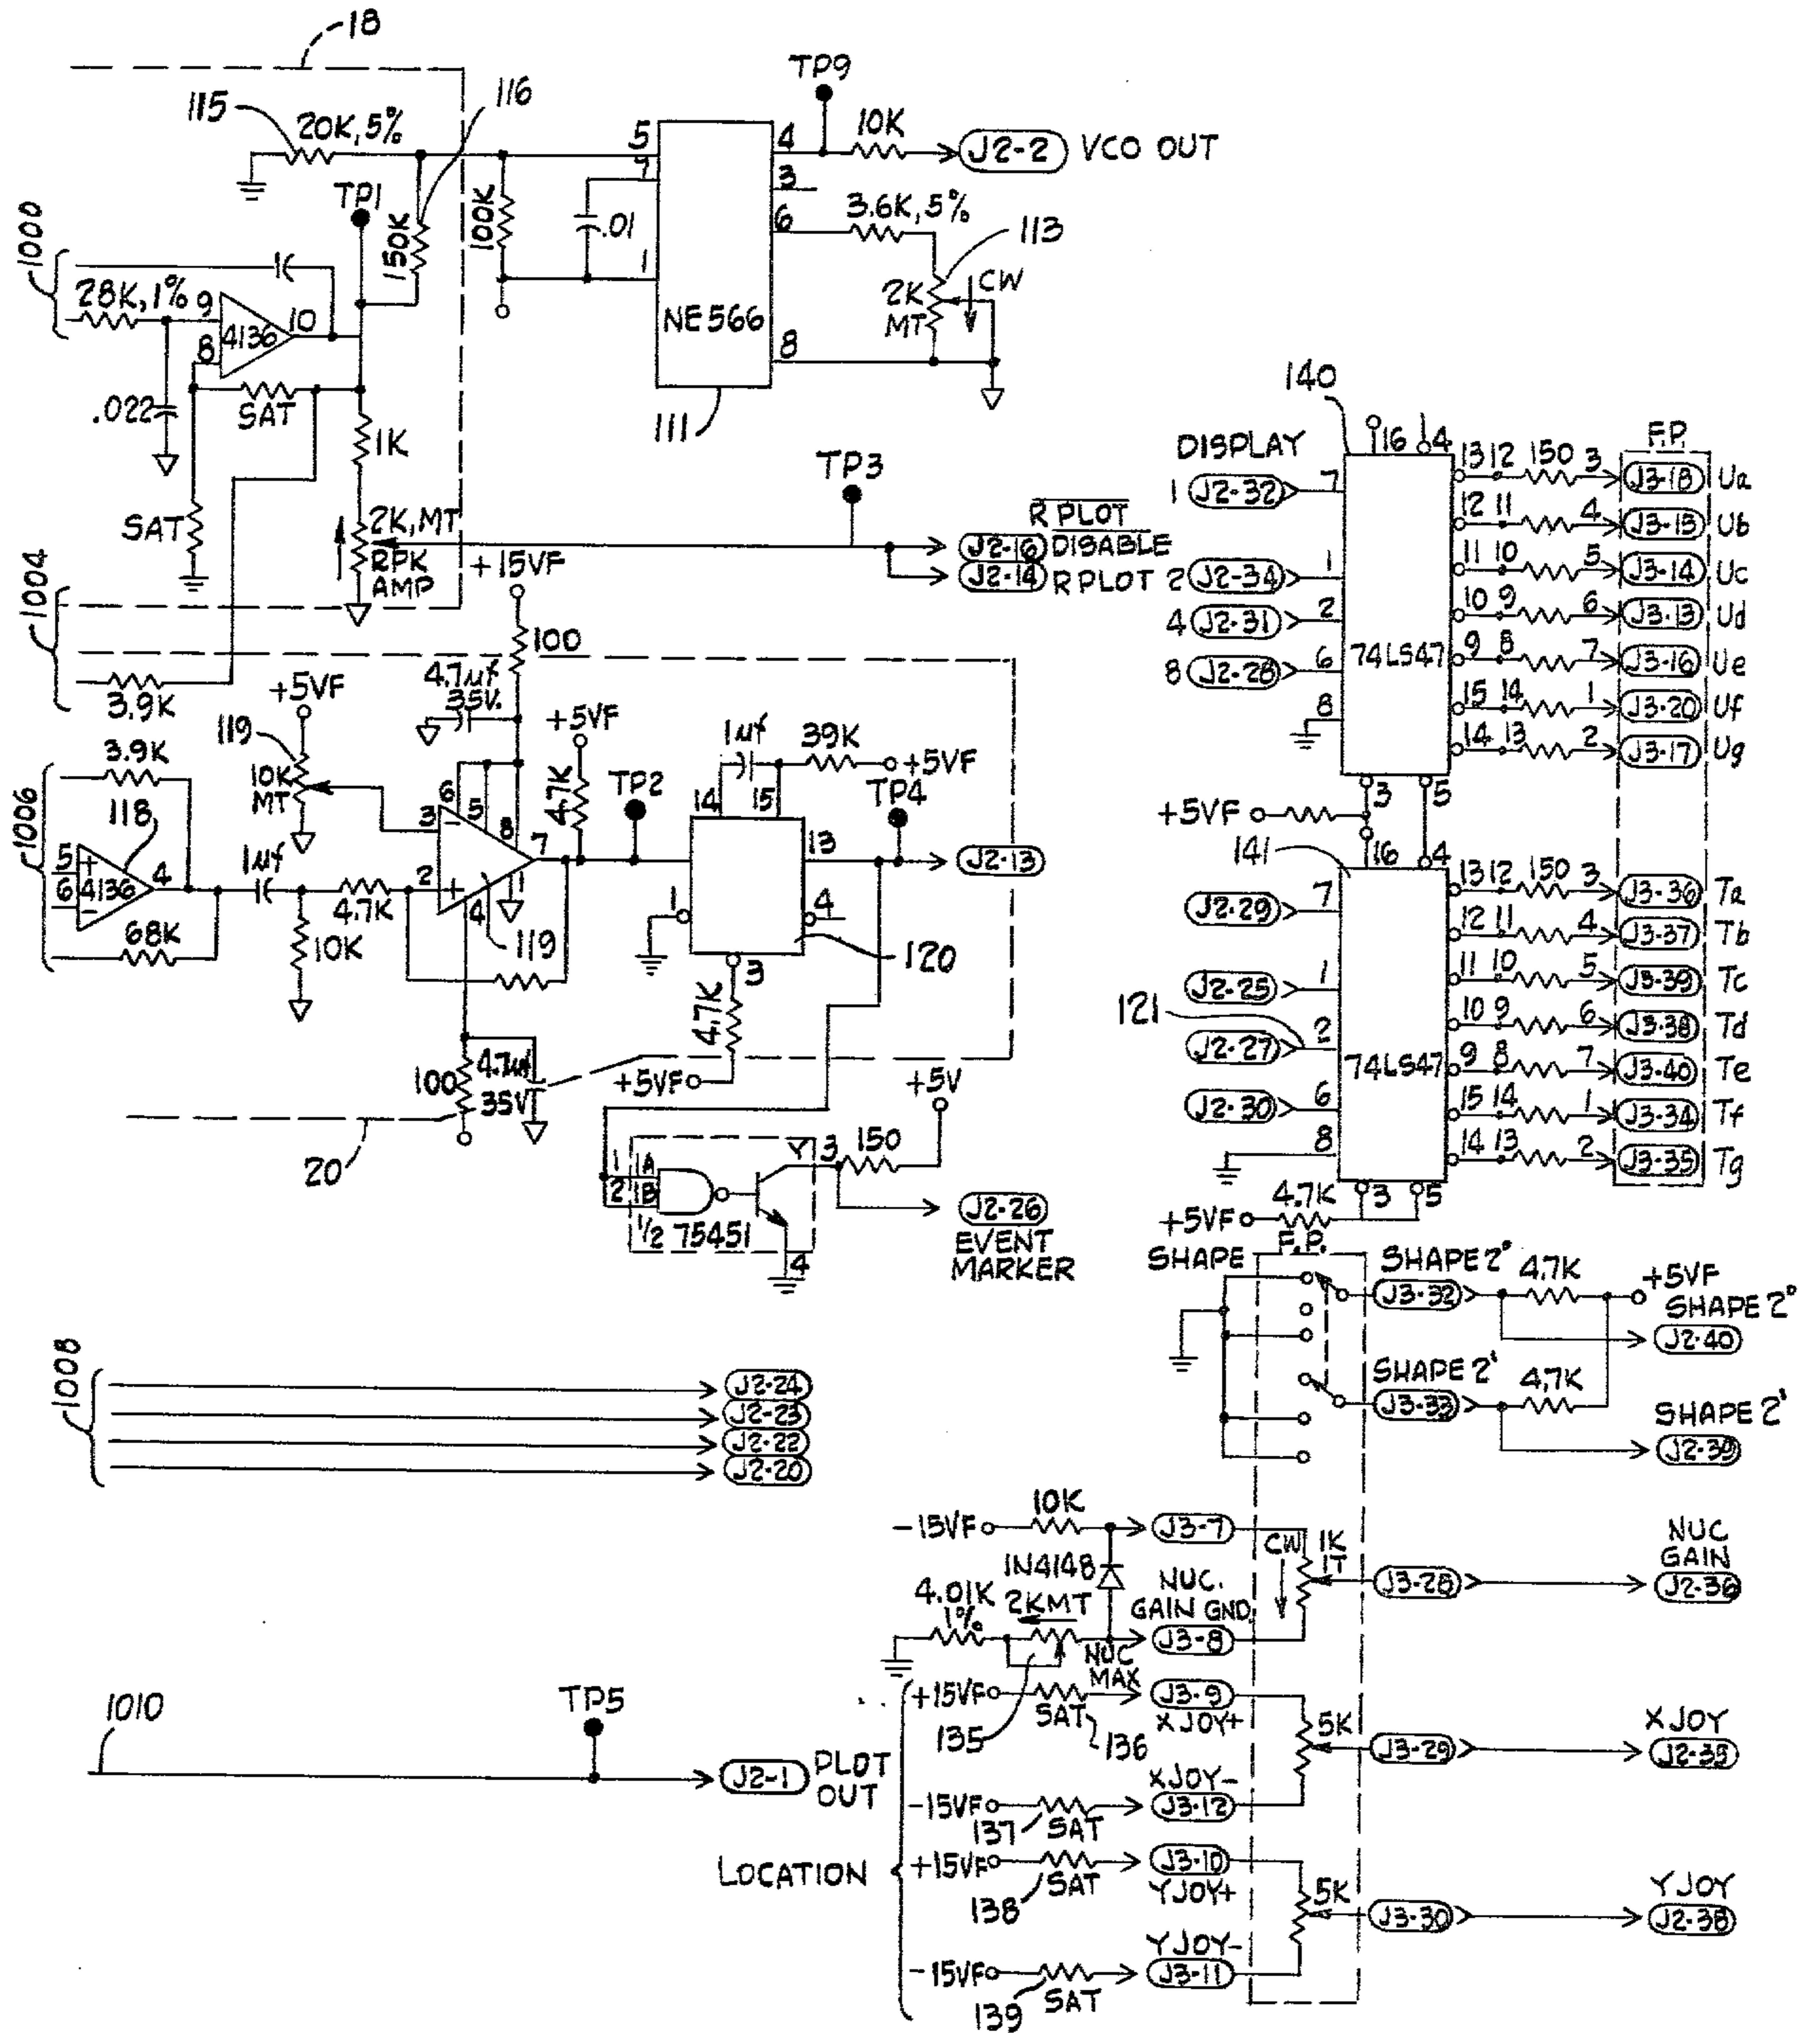 18
115
20K, 5%
116
TP1
150K
100K
.01
5
7
1
NE566
4
3
6
8
111
TP9
10K
J2-2 VCO OUT
3.6K, 5%
113
2K
MT
CW
1000
28K, 1%
9
8
4136
10
.022
SAT
SAT
1K
2K, MT
RPK
AMP
TP3
R PLOT
J2-16 DISABLE
J2-14 R PLOT
1004
3.9K
+15VF
100
4.7µf
35V.
+5VF
119
10K
MT
+5VF
4.7K
TP2
1µf
39K
+5VF
TP4
14
15
13
J2-13
1006
3.9K
118
5 +
6 -
4136
4
68K
1µf
10K
4.7K
3 -
2 +
6
5
8
7
1
4
119
1
4
120
3
4.7K
+5VF
100
4.7µf
35V
20
+5V
1 1A
2 1B
1/2 75451
Y
3
150
4
J2-26
EVENT
MARKER
140
DISPLAY
1 J2-32 7
2 J2-34 1
4 J2-31 2
8 J2-28 6
8
74LS47
16
4
F.P.
13 12 150 3 J3-18 Ua
12 11 4 J3-15 Ub
11 10 5 J3-14 Uc
10 9 6 J3-13 Ud
9 8 7 J3-16 Ue
15 14 1 J3-20 Uf
14 13 2 J3-17 Ug
3
5
+5VF
141
16
4
J2-29 7
J2-25 1
121
J2-27 2
J2-30 6
8
74LS47
13 12 150 3 J3-36 Ta
12 11 4 J3-37 Tb
11 10 5 J3-39 Tc
10 9 6 J3-38 Td
9 8 7 J3-40 Te
15 14 1 J3-34 Tf
14 13 2 J3-35 Tg
3
5
4.7K
+5VF
SHAPE
F.P.
SHAPE 2°
J3-32
4.7K
+5VF
SHAPE 2°
J2-40
SHAPE 2'
J3-33
4.7K
SHAPE 2'
J2-39
1008
J2-24
J2-23
J2-22
J2-20
-15VF
10K
J3-7
1N4148
CW
1K
1T
J3-28
NUC
GAIN
J2-36
4.01K
1%
2KMT
NUC.
GAIN GND
J3-8
NUC
MAX
135
1010
TP5
J2-1 PLOT
OUT
LOCATION
+15VF
SAT
136
J3-9
XJOY+
5K
J3-29
XJOY
J2-35
-15VF
137
SAT
XJOY-
J3-12
+15VF
138
SAT
J3-10
YJOY+
5K
J3-30
YJOY
J2-38
-15VF
139
SAT
YJOY-
J3-11